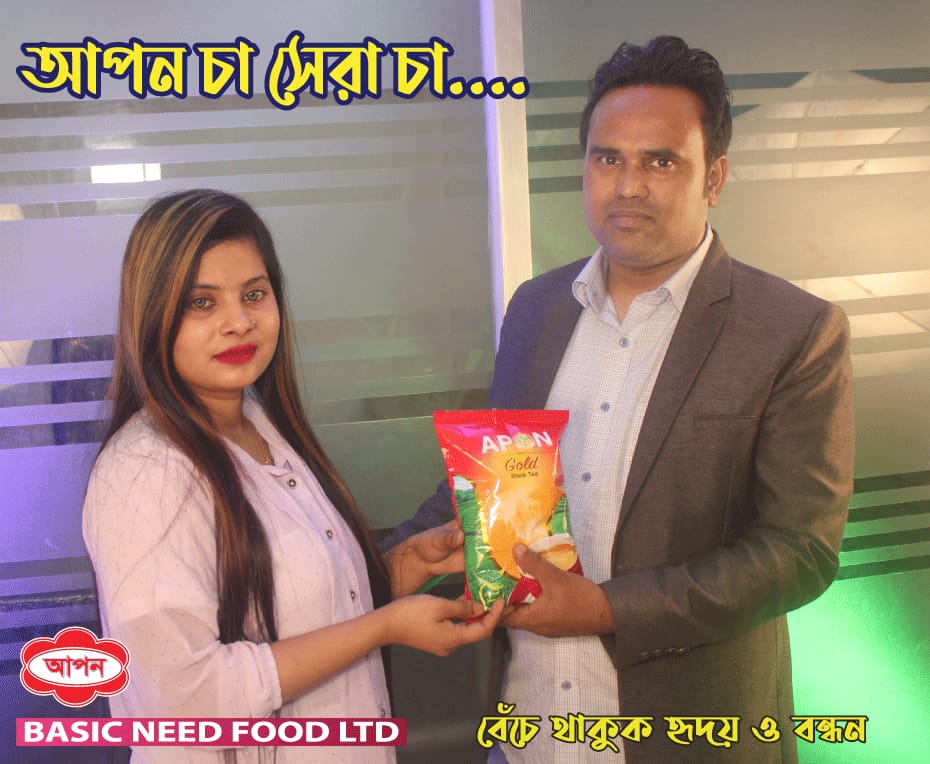 আপন চা সেরা চা....
APON
Gold
Black Tea
আপন
BASIC NEED FOOD LTD
বেঁচে থাকুক হৃদয় ও বন্ধন